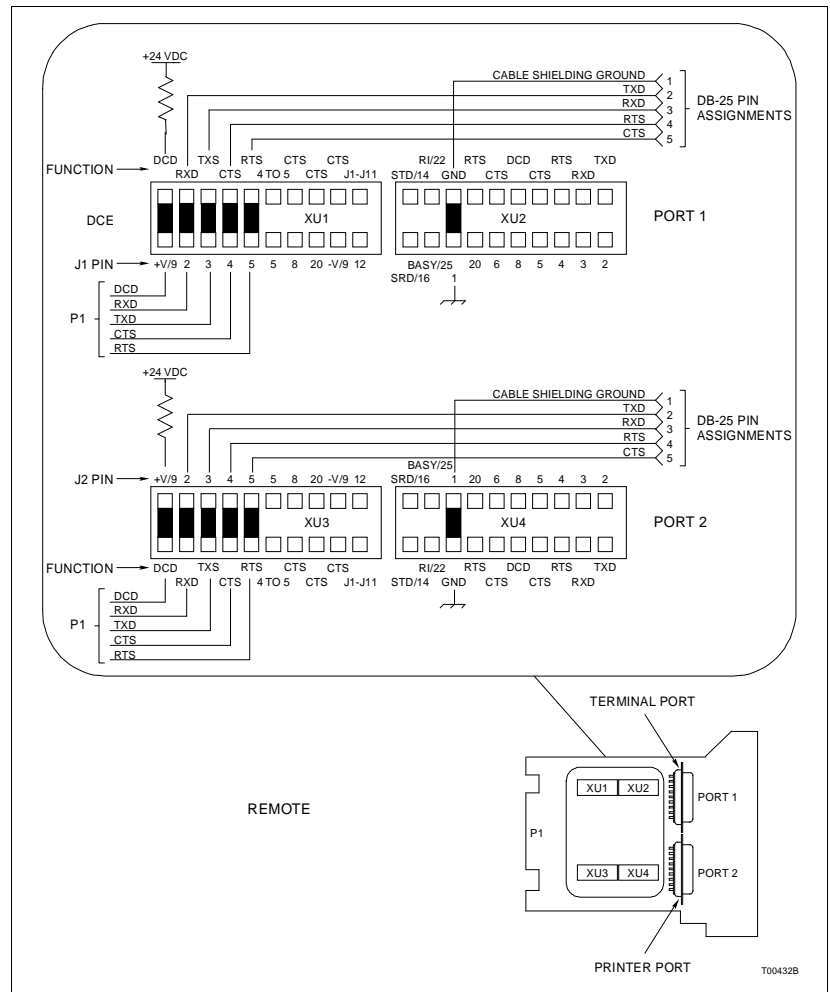 +24 VDC
CABLE SHIELDING GROUND 1
TXD 2
RXD 3
RTS 4
CTS 5
DB-25 PIN
ASSIGNMENTS
DCD TXS RTS CTS CTS
FUNCTION
RXD CTS 4 TO 5 CTS J1-J11
RI/22 RTS DCD RTS TXD
STD/14 GND CTS CTS RXD
DCE
XU1
XU2
PORT 1
J1 PIN
+V/9 2 3 4 5 5 8 20 -V/9 12
BASY/25 20 6 8 5 4 3 2
SRD/16 1
P1
DCD
RXD
TXD
CTS
RTS
+24 VDC
CABLE SHIELDING GROUND 1
TXD 2
RXD 3
RTS 4
CTS 5
DB-25 PIN
ASSIGNMENTS
J2 PIN
+V/9 2 3 4 5 5 8 20 -V/9 12
BASY/25
SRD/16 1 20 6 8 5 4 3 2
XU3
XU4
PORT 2
FUNCTION
DCD TXS RTS CTS CTS
RXD CTS 4 TO 5 CTS J1-J11
RI/22 RTS DCD RTS TXD
STD/14 GND CTS CTS RXD
P1
DCD
RXD
TXD
CTS
RTS
TERMINAL PORT
REMOTE
XU1 XU2
PORT 1
P1
XU3 XU4
PORT 2
PRINTER PORT
T00432B